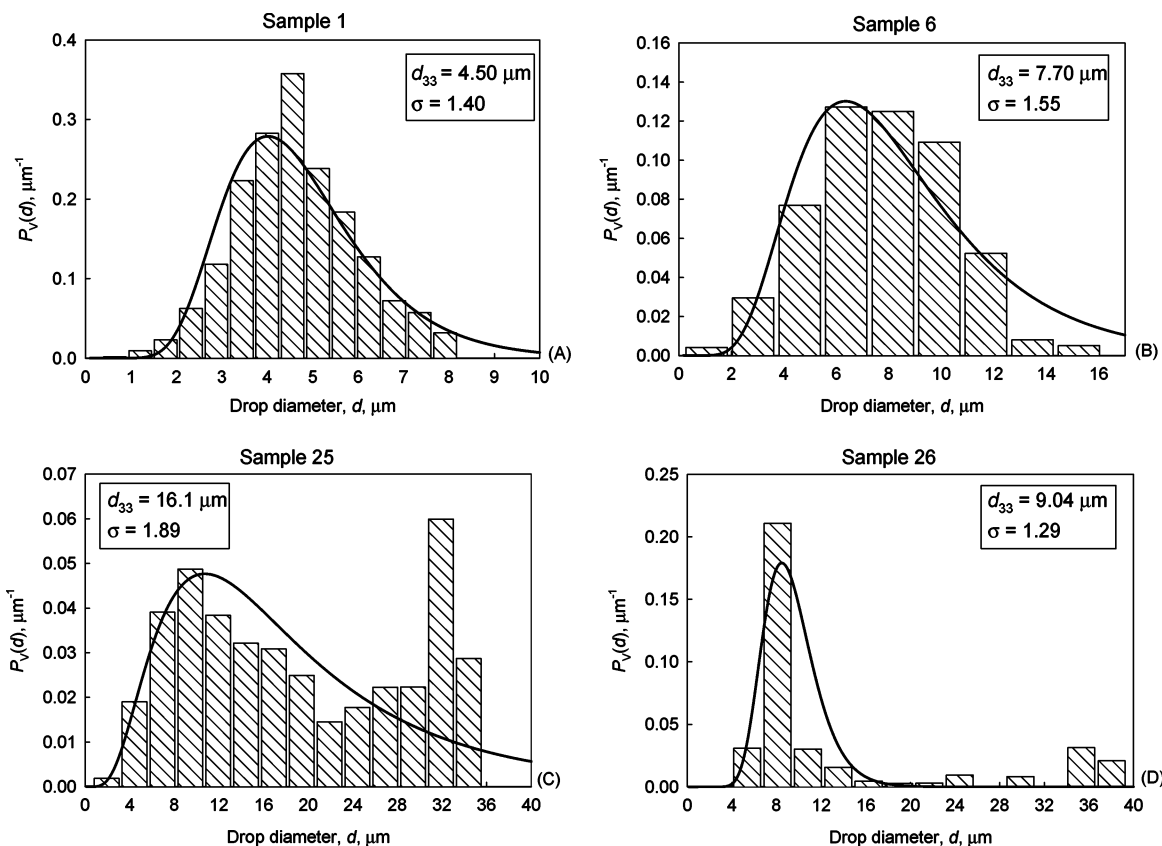 Sample 1
0.4
0.3
0.2
0.1
0.0
P_V(d), μm⁻¹
d₃₃ = 4.50 μm
σ = 1.40
0 1 2 3 4 5 6 7 8 9 10
(A)
Drop diameter, d, μm
Sample 6
0.16
0.14
0.12
0.10
0.08
0.06
0.04
0.02
0.00
P_V(d), μm⁻¹
d₃₃ = 7.70 μm
σ = 1.55
0 2 4 6 8 10 12 14 16
(B)
Drop diameter, d, μm
Sample 25
0.07
0.06
0.05
0.04
0.03
0.02
0.01
0.00
P_V(d), μm⁻¹
d₃₃ = 16.1 μm
σ = 1.89
0 4 8 12 16 20 24 28 32 36 40
(C)
Drop diameter, d, μm
Sample 26
0.25
0.20
0.15
0.10
0.05
0.00
P_V(d), μm⁻¹
d₃₃ = 9.04 μm
σ = 1.29
0 4 8 12 16 20 24 28 32 36 40
(D)
Drop diameter, d, μm